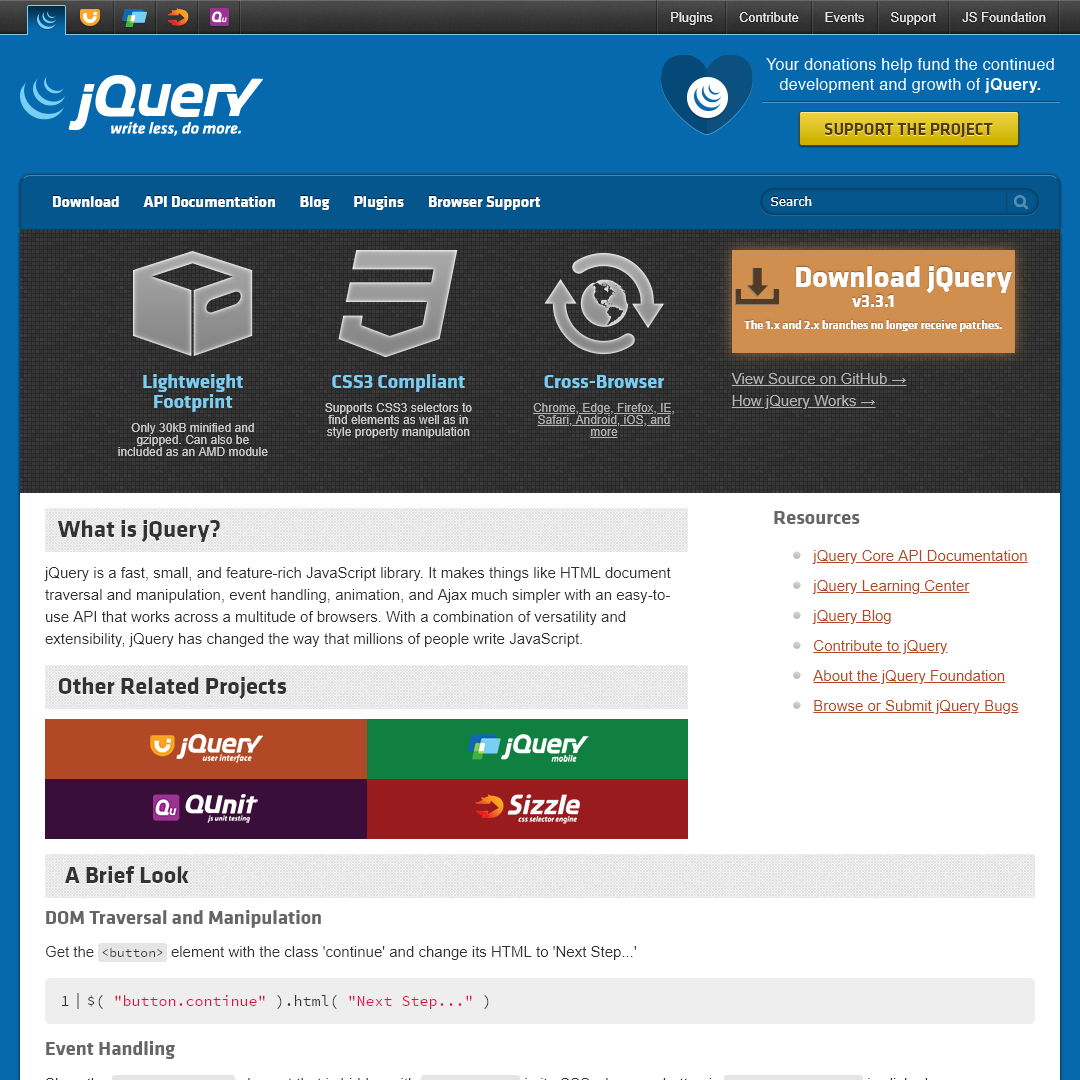 Qu
Plugins Contribute Events Support JS Foundation
jQuery
write less, do more.
Your donations help fund the continued
development and growth of jQuery.
SUPPORT THE PROJECT
Download API Documentation Blog Plugins Browser Support
Search
Lightweight
Footprint
Only 30kB minified and
gzipped. Can also be
included as an AMD module
CSS3 Compliant
Supports CSS3 selectors to
find elements as well as in
style property manipulation
Cross-Browser
Chrome, Edge, Firefox, IE,
Safari, Android, iOS, and
more
Download jQuery
v3.3.1
The 1.x and 2.x branches no longer receive patches.
View Source on GitHub →
How jQuery Works →
What is jQuery?
jQuery is a fast, small, and feature-rich JavaScript library. It makes things like HTML document
traversal and manipulation, event handling, animation, and Ajax much simpler with an easy-to-
use API that works across a multitude of browsers. With a combination of versatility and
extensibility, jQuery has changed the way that millions of people write JavaScript.
Resources
jQuery Core API Documentation
jQuery Learning Center
jQuery Blog
Contribute to jQuery
About the jQuery Foundation
Browse or Submit jQuery Bugs
Other Related Projects
jQuery
user interface
jQuery
mobile
Qu QUnit
js unit testing
Sizzle
css selector engine
A Brief Look
DOM Traversal and Manipulation
Get the <button> element with the class 'continue' and change its HTML to 'Next Step...'
1 $( "button.continue" ).html( "Next Step..." )
Event Handling